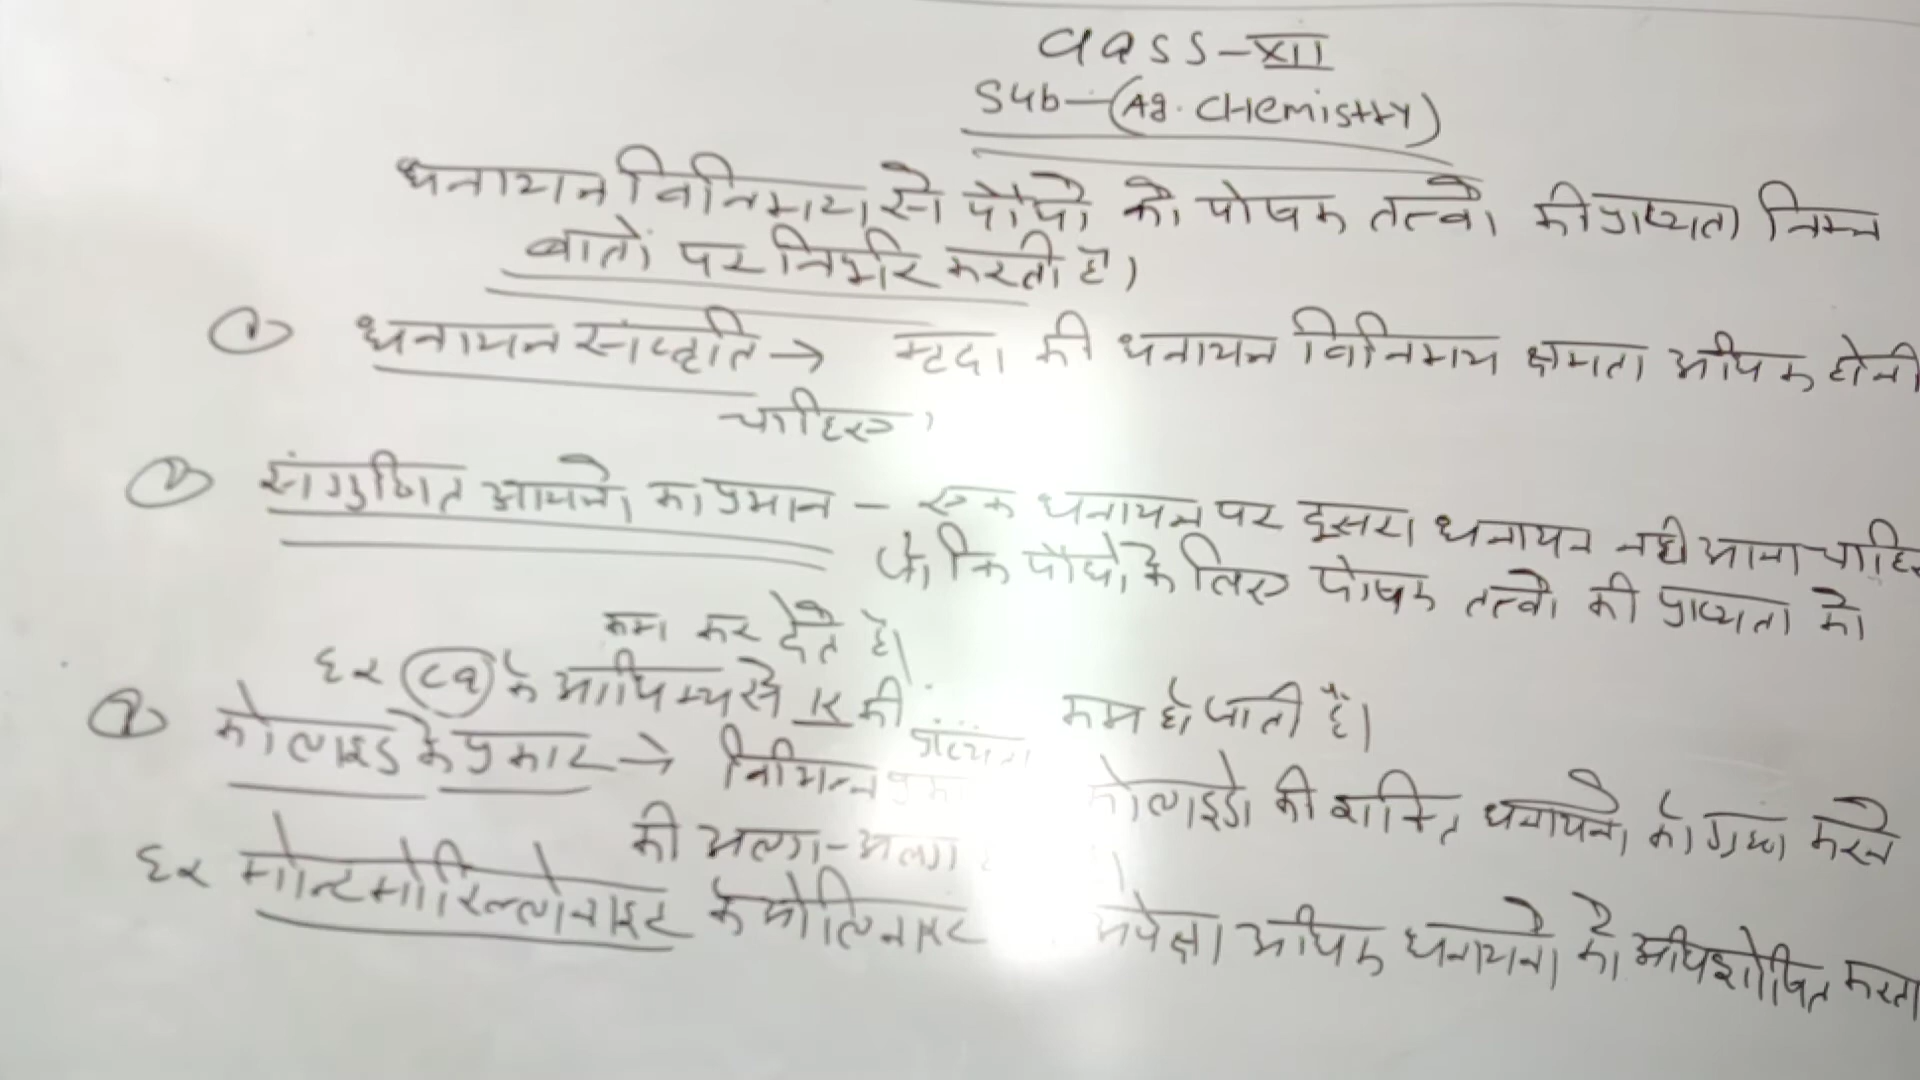 Class-XII
Sub-(Ag. Chemistry)
धनायन विनिमय से पौधो को पोषक तत्वो की प्राप्यता निम्न
बातो पर निर्भर करती है।
① धनायन सांद्रति → मृदा की धनायन विनिमय क्षमता अधिक होनी
चाहिए।
② संगुणित आयनो का प्रभाव - एक धनायन पर दूसरा धनायन नही आना चाहिए
जो कि पौधो के लिए पोषक तत्वो की प्राप्यता को
कम कर देते है।
Ca के आधिक्य से K की प्राप्यता कम हो जाती है।
कोलाइड के प्रकार → विभिन्न कोलाइडो की शक्ति धनायनो को ग्रहण करने
की अलग-अलग
मोन्टमोरिल्लोनाइट केओलिनाइट अपेक्षा अधिक धनायनो को अधिशोषित करता